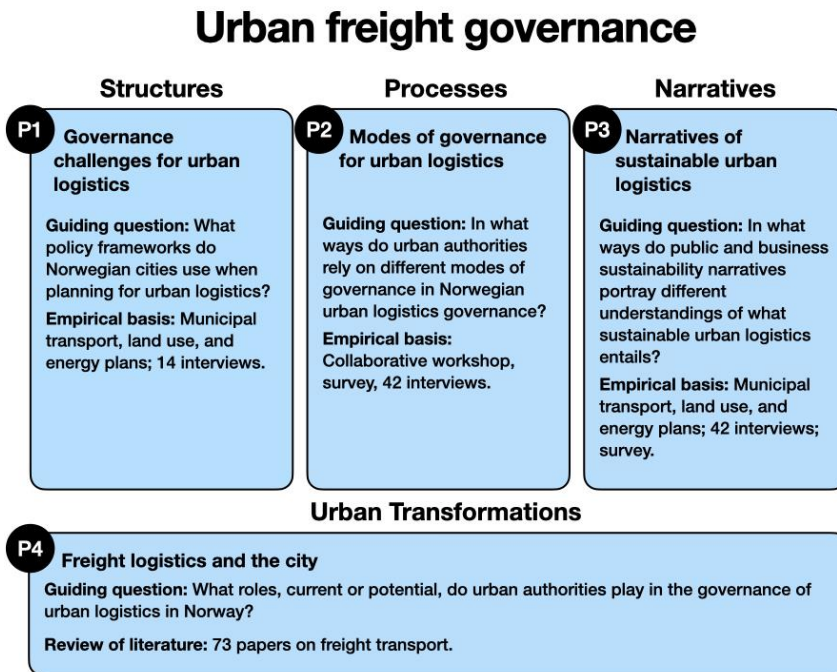 Urban freight governance
Structures
P1
Governance
challenges for urban
logistics
Guiding question: What
policy frameworks do
Norwegian cities use when
planning for urban logistics?
Empirical basis: Municipal
transport, land use, and
energy plans; 14 interviews.
Processes
P2
Modes of governance
for urban logistics
Guiding question: In what
ways do urban authorities
rely on different modes of
governance in Norwegian
urban logistics governance?
Empirical basis:
Collaborative workshop,
survey, 42 interviews.
Narratives
P3
Narratives of
sustainable urban
logistics
Guiding question: In what
ways do public and business
sustainability narratives
portray different
understandings of what
sustainable urban logistics
entails?
Empirical basis: Municipal
transport, land use, and
energy plans; 42 interviews;
survey.
Urban Transformations
P4
Freight logistics and the city
Guiding question: What roles, current or potential, do urban authorities play in the governance of
urban logistics in Norway?
Review of literature: 73 papers on freight transport.